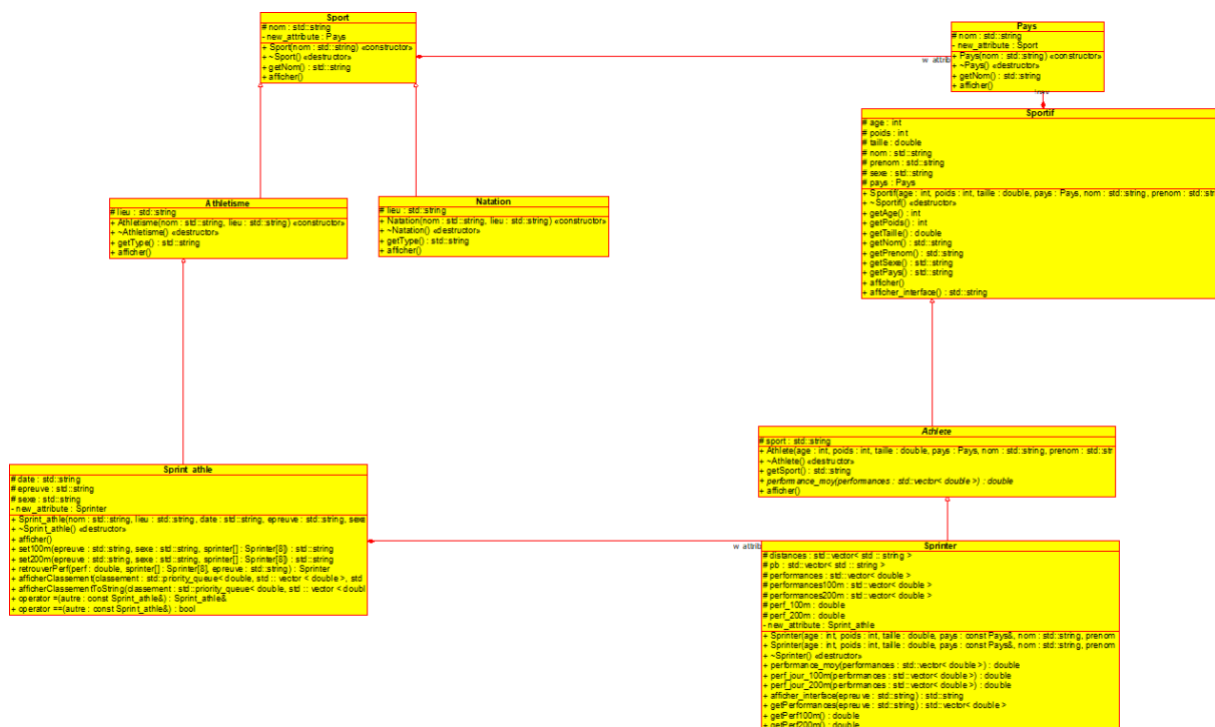 Sport
# nom : std::string
- new_attribute : Pays
+ Sport(nom : std::string) «constructor»
+ ~Sport() «destructor»
+ getNom() : std::string
+ afficher()
Pays
# nom : std::string
- new_attribute : Sport
+ Pays(nom : std::string) «constructor»
+ ~Pays() «destructor»
+ getNom() : std::string
+ afficher()
w attrib
Sportif
# age : int
# poids : int
# taille : double
# nom : std::string
# prenom : std::string
# sexe : std::string
# pays : Pays
+ Sportif(age : int, poids : int, taille : double, pays : Pays, nom : std::string, prenom : std::str
+ ~Sportif() «destructor»
+ getAge() : int
+ getPoids() : int
+ getTaille() : double
+ getNom() : std::string
+ getPrenom() : std::string
+ getSexe() : std::string
+ getPays() : std::string
+ afficher()
+ afficher_interface() : std::string
Athletisme
# lieu : std::string
+ Athletisme(nom : std::string, lieu : std::string) «constructor»
+ ~Athletisme() «destructor»
+ getType() : std::string
+ afficher()
Natation
# lieu : std::string
+ Natation(nom : std::string, lieu : std::string) «constructor»
+ ~Natation() «destructor»
+ getType() : std::string
+ afficher()
Athlete
# sport : std::string
+ Athlete(age : int, poids : int, taille : double, pays : Pays, nom : std::string, prenom : std::str
+ ~Athlete() «destructor»
+ getSport() : std::string
+ performance_moy(performances : std::vector< double >) : double
+ afficher()
Sprint_athle
# date : std::string
# epreuve : std::string
# sexe : std::string
- new_attribute : Sprinter
+ Sprint_athle(nom : std::string, lieu : std::string, date : std::string, epreuve : std::string, sexe
+ ~Sprint_athle() «destructor»
+ afficher()
+ set100m(epreuve : std::string, sexe : std::string, sprinter[] : Sprinter[8]) : std::string
+ set200m(epreuve : std::string, sexe : std::string, sprinter[] : Sprinter[8]) : std::string
+ retrouverPerf(perf : double, sprinter[] : Sprinter[8], epreuve : std::string) : Sprinter
+ afficherClassement(classement : std::priority_queue< double, std :: vector < double >, std
+ afficherClassementToString(classement : std::priority_queue< double, std :: vector < doubl
+ operator =(autre : const Sprint_athle&) : Sprint_athle&
+ operator ==(autre : const Sprint_athle&) : bool
w attrib
Sprinter
# distances : std::vector< std :: string >
# pb : std::vector< std :: string >
# performances : std::vector< double >
# performances100m : std::vector< double >
# performances200m : std::vector< double >
# perf_100m : double
# perf_200m : double
- new_attribute : Sprint_athle
+ Sprinter(age : int, poids : int, taille : double, pays : const Pays&, nom : std::string, prenom
+ Sprinter(age : int, poids : int, taille : double, pays : const Pays&, nom : std::string, prenom
+ ~Sprinter() «destructor»
+ performance_moy(performances : std::vector< double >) : double
+ perf_jour_100m(performances : std::vector< double >) : double
+ perf_jour_200m(performances : std::vector< double >) : double
+ afficher_interface(epreuve : std::string) : std::string
+ getPerformances(epreuve : std::string) : std::vector< double >
+ getPerf100m() : double
+ getPerf200m() : double